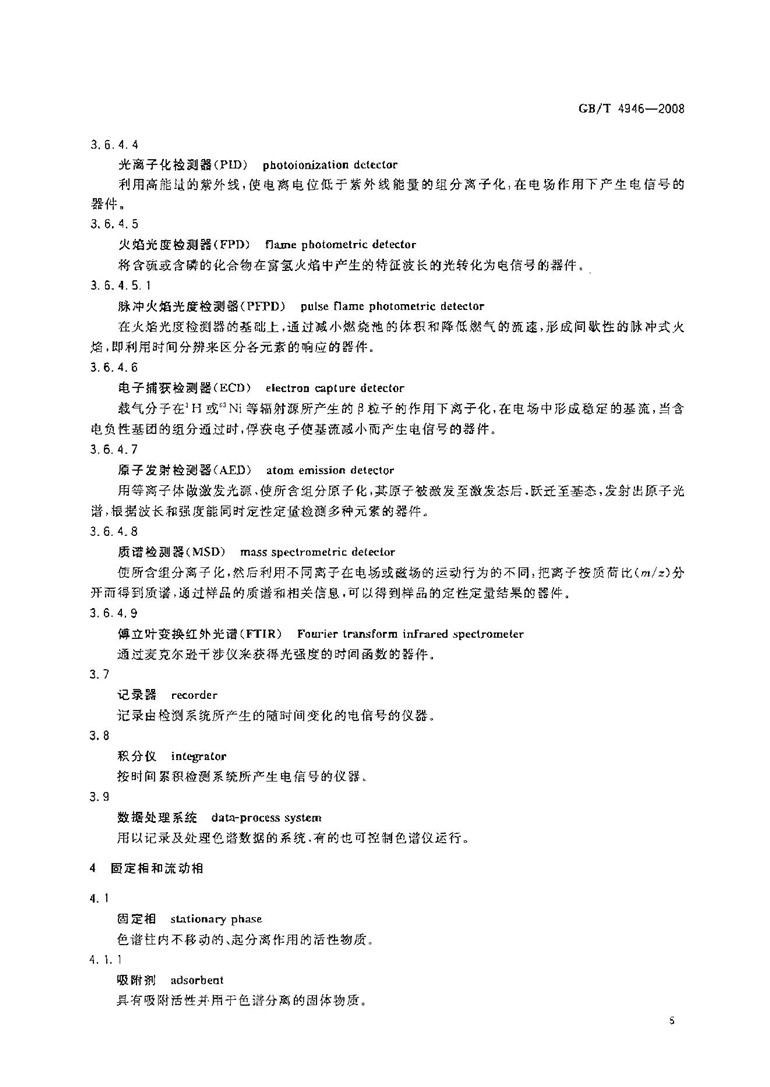 GB/T 4946—2008
3.6.4.4
光离子化检测器(PID) photoionization detector
利用高能量的紫外线,使电离电位低于紫外线能量的组分离子化,在电场作用下产生电信号的
器件。
3.6.4.5
火焰光度检测器(FPD) flame photometric detector
将含硫或含磷的化合物在富氢火焰中产生的特征波长的光转化为电信号的器件。
3.6.4.5.1
脉冲火焰光度检测器(PFPD) pulse flame photometric detector
在火焰光度检测器的基础上,通过减小燃烧池的体积和降低燃气的流速,形成间歇性的脉冲式火
焰,即利用时间分辨来区分各元素的响应的器件。
3.6.4.6
电子捕获检测器(ECD) electron capture detector
载气分子在³H或⁶³Ni等辐射源所产生的β粒子的作用下离子化,在电场中形成稳定的基流,当含
电负性基团的组分通过时,俘获电子使基流减小而产生电信号的器件。
3.6.4.7
原子发射检测器(AED) atom emission detector
用等离子体做激发光源,使所含组分原子化,其原子被激发至激发态后,跃迁至基态,发射出原子光
谱,根据波长和强度能同时定性定量检测多种元素的器件。
3.6.4.8
质谱检测器(MSD) mass spectrometric detector
使所含组分离子化,然后利用不同离子在电场或磁场的运动行为的不同,把离子按质荷比(m/z)分
开而得到质谱,通过样品的质谱和相关信息,可以得到样品的定性定量结果的器件。
3.6.4.9
傅立叶变换红外光谱(FTIR) Fourier transform infrared spectrometer
通过麦克尔逊干涉仪来获得光强度的时间函数的器件。
3.7
记录器 recorder
记录由检测系统所产生的随时间变化的电信号的仪器。
3.8
积分仪 integrator
按时间累积检测系统所产生电信号的仪器。
3.9
数据处理系统 data-process system
用以记录及处理色谱数据的系统,有的也可控制色谱仪运行。
4 固定相和流动相
4.1
固定相 stationary phase
色谱柱内不移动的、起分离作用的活性物质。
4.1.1
吸附剂 adsorbent
具有吸附活性并用于色谱分离的固体物质。
5